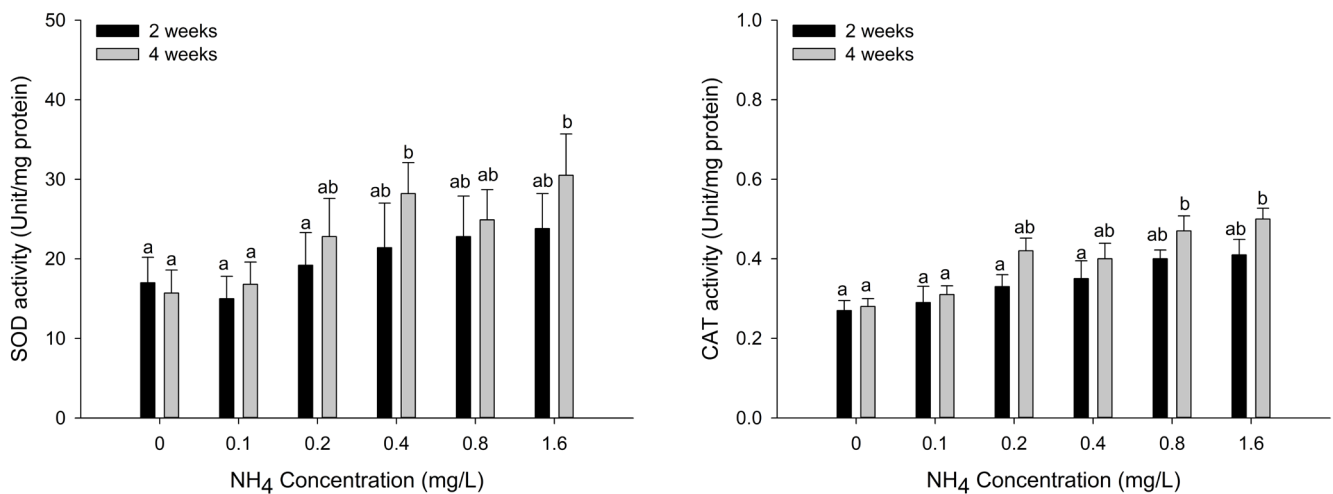 50
40
30
20
10
0
SOD activity (Unit/mg protein)
2 weeks
4 weeks
a a a a a ab ab b ab ab ab b
0 0.1 0.2 0.4 0.8 1.6
NH4 Concentration (mg/L)
1.0
0.8
0.6
0.4
0.2
0.0
CAT activity (Unit/mg protein)
2 weeks
4 weeks
a a a a a ab a ab ab b ab b
0 0.1 0.2 0.4 0.8 1.6
NH4 Concentration (mg/L)